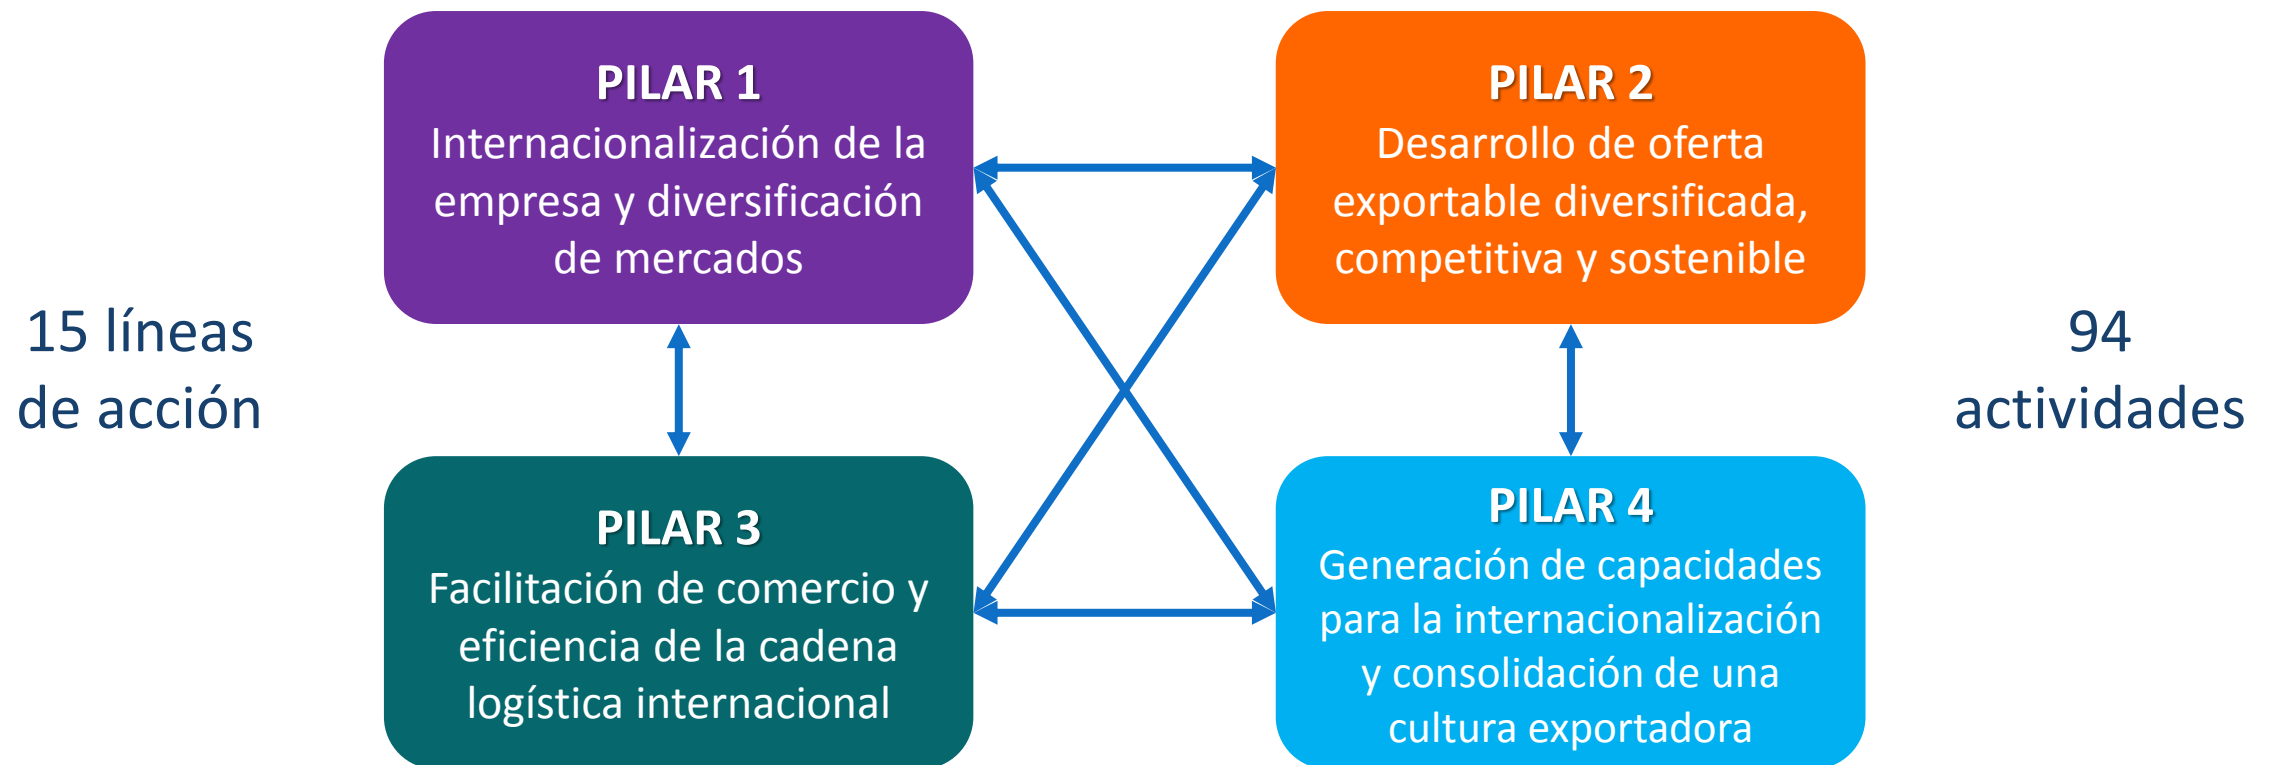 PILAR 1
Internacionalización de la
empresa y diversificación
de mercados
PILAR 2
Desarrollo de oferta
exportable diversificada,
competitiva y sostenible
15 líneas
de acción
94
actividades
PILAR 3
Facilitación de comercio y
eficiencia de la cadena
logística internacional
PILAR 4
Generación de capacidades
para la internacionalización
y consolidación de una
cultura exportadora